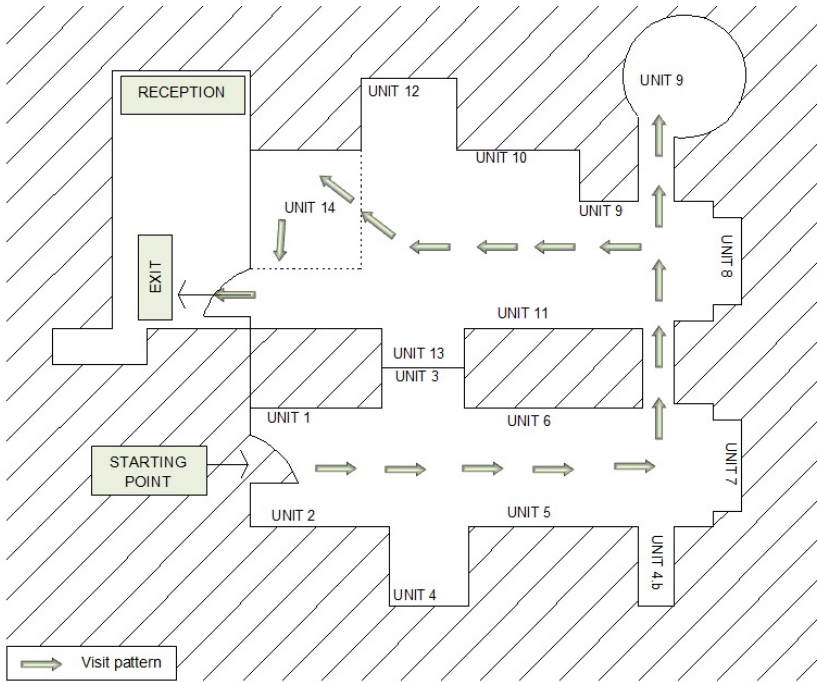 RECEPTION
UNIT 12
UNIT 9
UNIT 10
UNIT 14
UNIT 9
UNIT 8
EXIT
UNIT 11
UNIT 13
UNIT 3
UNIT 1
UNIT 6
STARTING
POINT
UNIT 7
UNIT 2
UNIT 5
UNIT 4.b
UNIT 4
Visit pattern